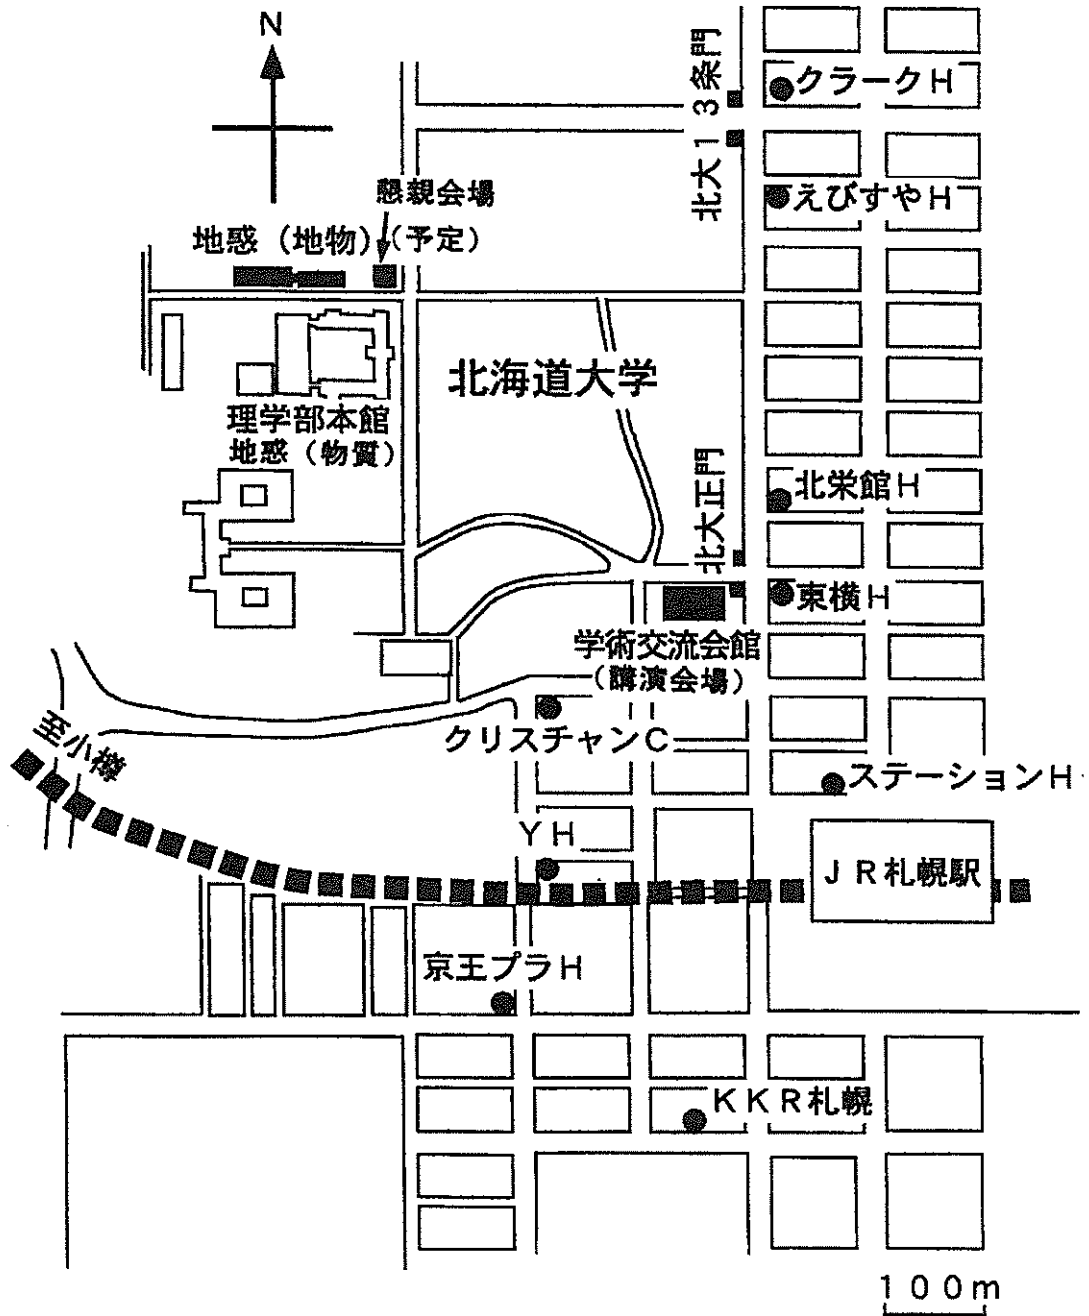 N
北大13条門
クラークH
懇親会場
(予定)
えびすやH
地惑(地物)
北海道大学
理学部本館
地惑(物質)
北大正門
北栄館H
東横H
学術交流会館
(講演会場)
クリスチャンC
至小樽
ステーションH
YH
JR札幌駅
京王プラH
KKR札幌
100m